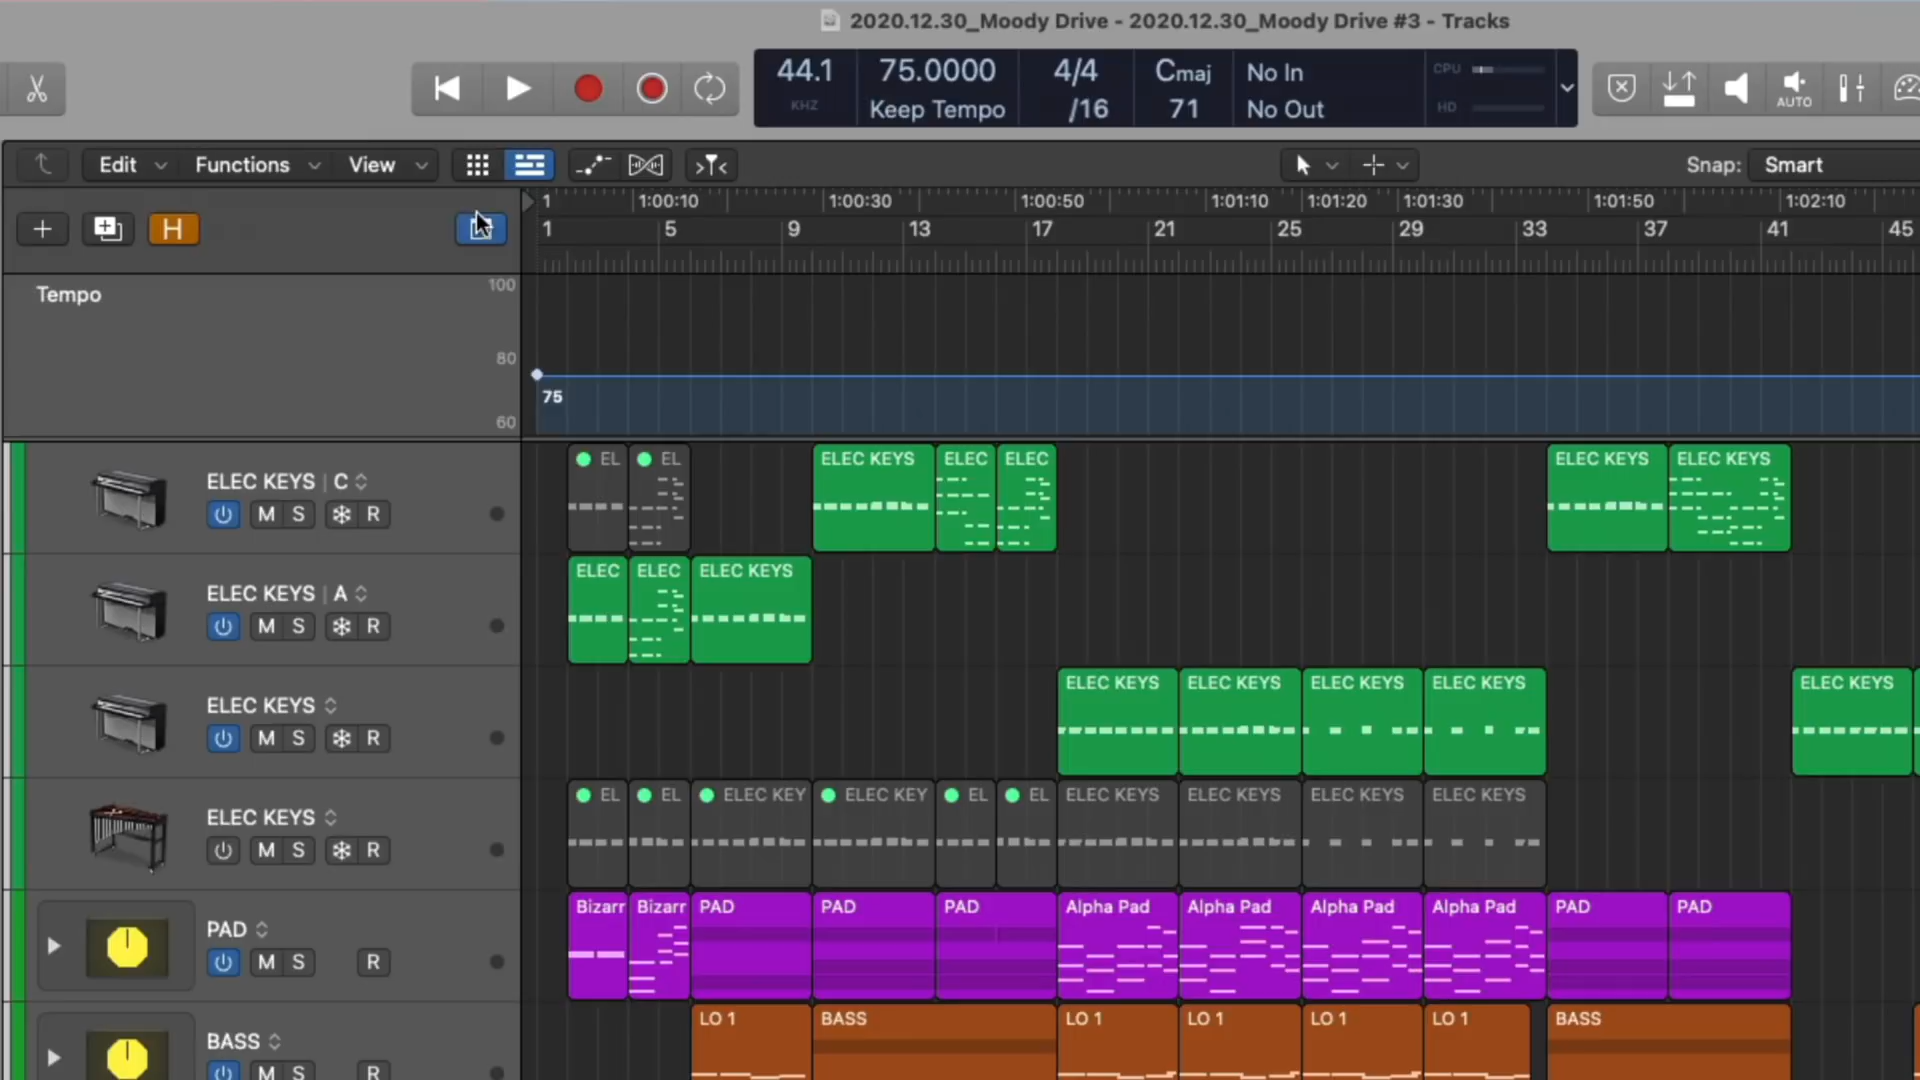 2020.12.30_Moody Drive - 2020.12.30_Moody Drive #3 - Tracks
44.1 75.0000 4/4 Cmaj No In CPU
KHZ Keep Tempo /16 71 No Out HD
AUTO
Edit Functions View Snap: Smart
1 1:00:10 1:00:30 1:00:50 1:01:10 1:01:20 1:01:30 1:01:50 1:02:10
H
1 5 9 13 17 21 25 29 33 37 41 45
Tempo 100
80
75
60
EL EL ELEC KEYS ELEC ELEC ELEC KEYS ELEC KEYS
ELEC KEYS | C
M S R
ELEC ELEC ELEC KEYS
ELEC KEYS | A
M S R
ELEC KEYS ELEC KEYS ELEC KEYS ELEC KEYS ELEC KEYS
ELEC KEYS
M S R
EL EL ELEC KEY ELEC KEY EL EL ELEC KEYS ELEC KEYS ELEC KEYS ELEC KEYS
ELEC KEYS
M S R
Bizarr Bizarr PAD PAD PAD Alpha Pad Alpha Pad Alpha Pad Alpha Pad PAD PAD
PAD
M S R
LO 1 BASS LO 1 LO 1 LO 1 LO 1 BASS
BASS
M S R